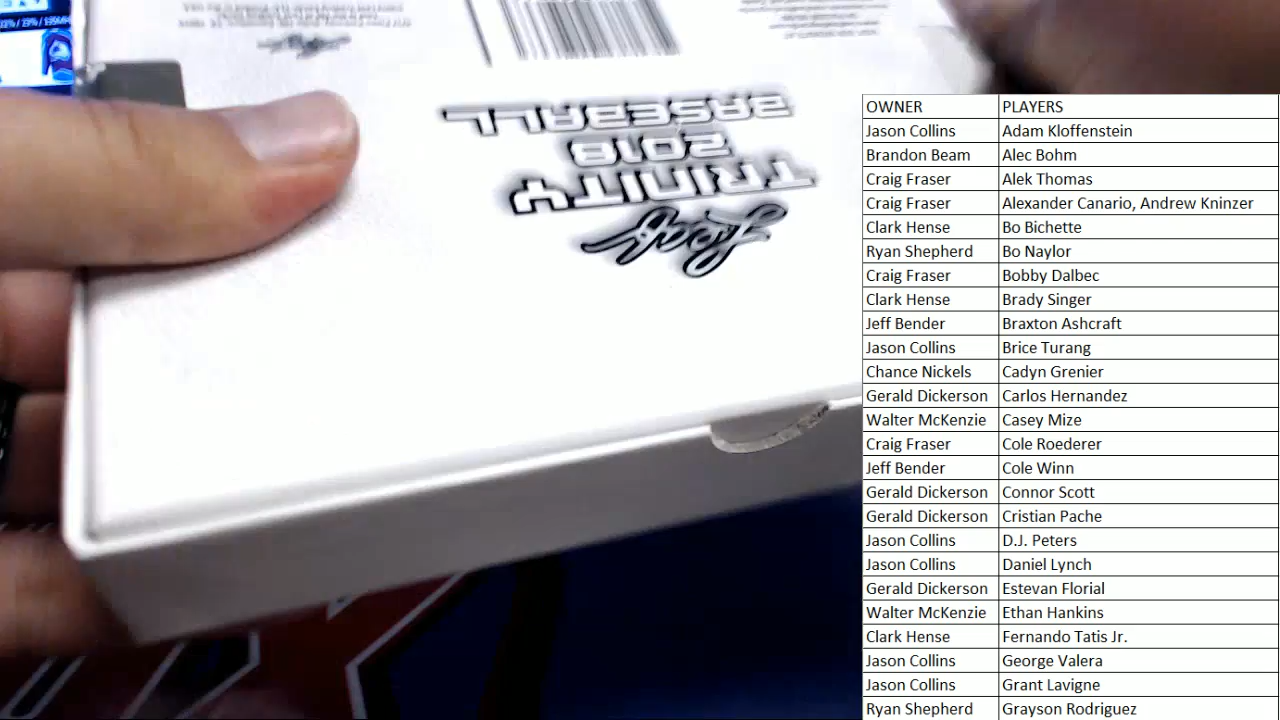 Leaf
TRINITY
2018
BASEBALL
OWNER PLAYERS
Jason Collins Adam Kloffenstein
Brandon Beam Alec Bohm
Craig Fraser Alek Thomas
Craig Fraser Alexander Canario, Andrew Kninzer
Clark Hense Bo Bichette
Ryan Shepherd Bo Naylor
Craig Fraser Bobby Dalbec
Clark Hense Brady Singer
Jeff Bender Braxton Ashcraft
Jason Collins Brice Turang
Chance Nickels Cadyn Grenier
Gerald Dickerson Carlos Hernandez
Walter McKenzie Casey Mize
Craig Fraser Cole Roederer
Jeff Bender Cole Winn
Gerald Dickerson Connor Scott
Gerald Dickerson Cristian Pache
Jason Collins D.J. Peters
Jason Collins Daniel Lynch
Gerald Dickerson Estevan Florial
Walter McKenzie Ethan Hankins
Clark Hense Fernando Tatis Jr.
Jason Collins George Valera
Jason Collins Grant Lavigne
Ryan Shepherd Grayson Rodriguez